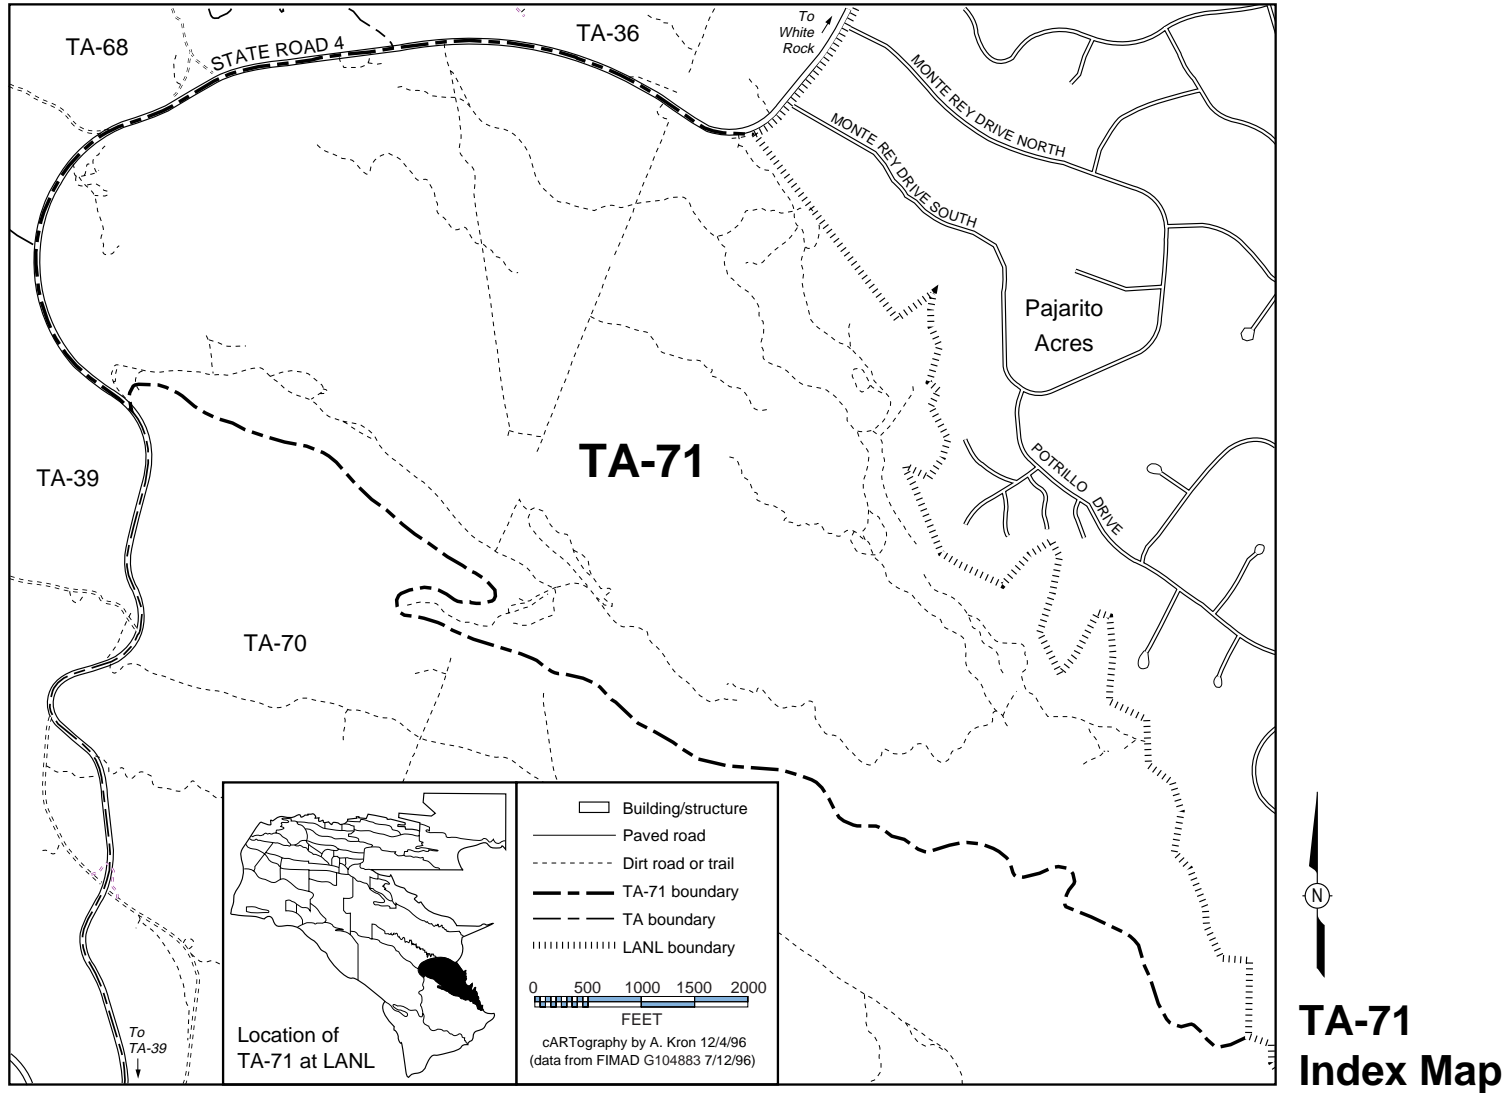 TA-68
STATE ROAD 4
TA-36
To
White
Rock
MONTE REY DRIVE NORTH
MONTE REY DRIVE SOUTH
Pajarito
Acres
TA-71
TA-39
POTRILLO DRIVE
TA-70
Building/structure
Paved road
Dirt road or trail
TA-71 boundary
TA boundary
LANL boundary
0 500 1000 1500 2000
FEET
cARTography by A. Kron 12/4/96
(data from FIMAD G104883 7/12/96)
Location of
TA-71 at LANL
To
TA-39
N
TA-71
Index Map